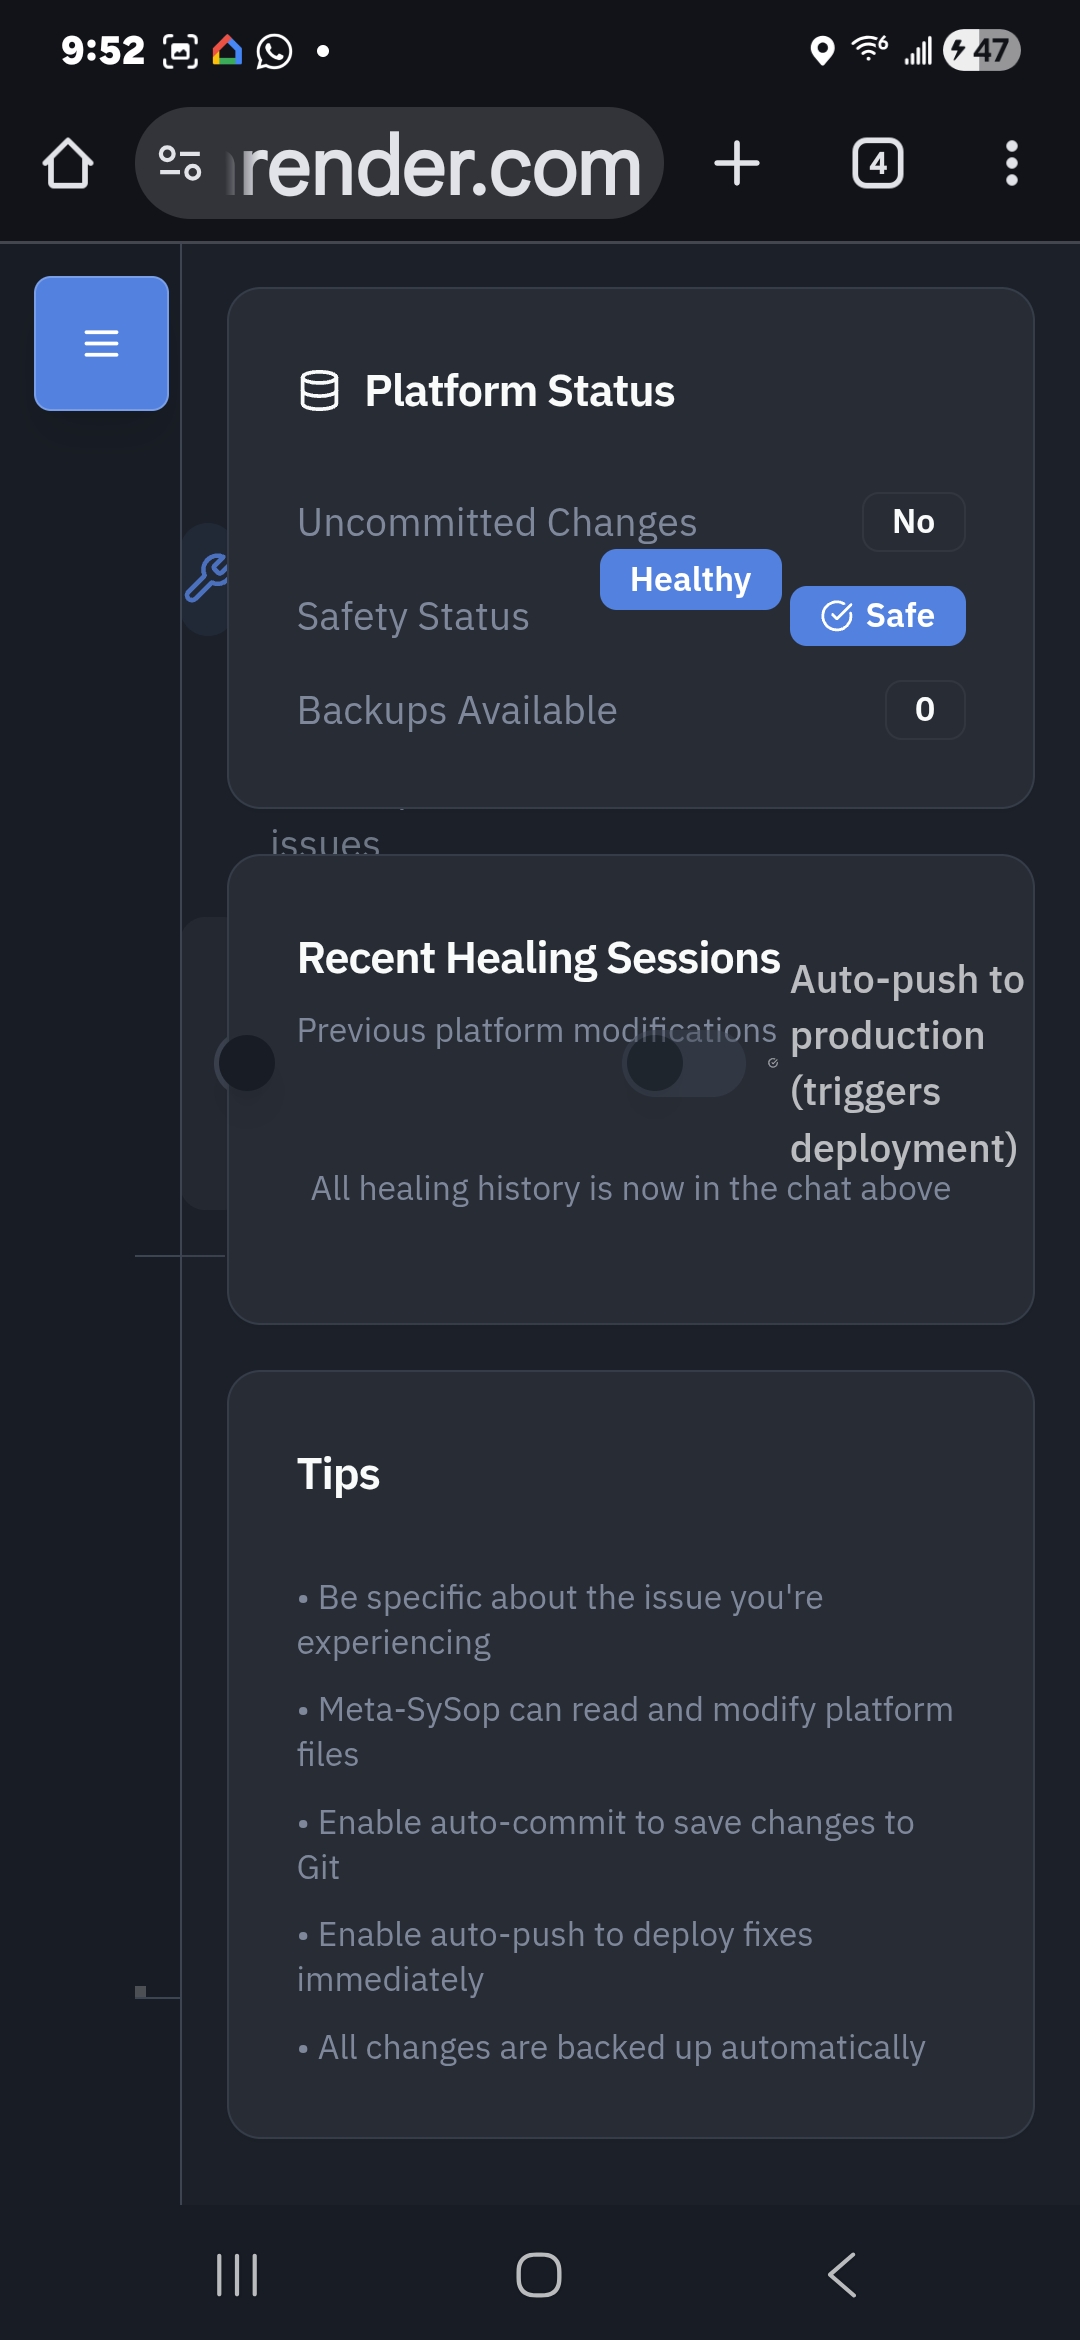 9:52
6
47
render.com
4
Platform Status
Uncommitted Changes No
Healthy
Safety Status Safe
Backups Available 0
issues
Recent Healing Sessions
Previous platform modifications
Auto-push to
production
(triggers
deployment)
All healing history is now in the chat above
Tips
• Be specific about the issue you're
experiencing
• Meta-SySop can read and modify platform
files
• Enable auto-commit to save changes to
Git
• Enable auto-push to deploy fixes
immediately
• All changes are backed up automatically